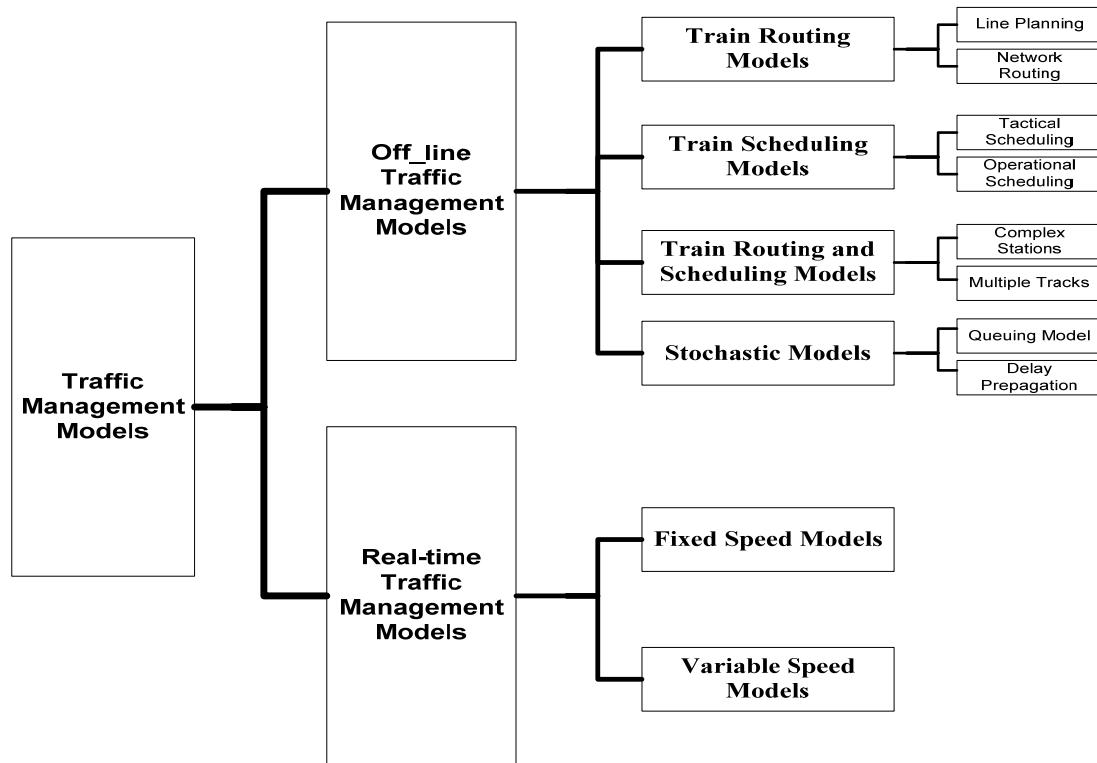 Traffic
Management
Models
Off_line
Traffic
Management
Models
Train Routing
Models
Line Planning
Network
Routing
Train Scheduling
Models
Tactical
Scheduling
Operational
Scheduling
Train Routing and
Scheduling Models
Complex
Stations
Multiple Tracks
Stochastic Models
Queuing Model
Delay
Prepagation
Real-time
Traffic
Management
Models
Fixed Speed Models
Variable Speed
Models